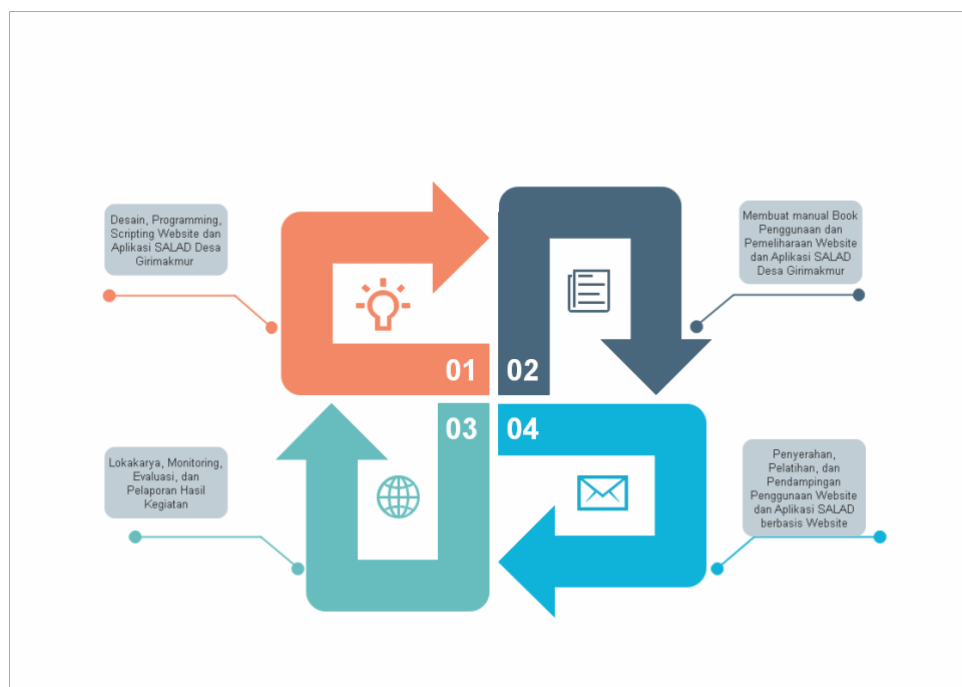 Desain, Programming,
Scripting Website dan
Aplikasi SALAD Desa
Girimakmur
Membuat manual Book
Penggunaan dan
Pemeliharaan Website
dan Aplikasi SALAD
Desa Girimakmur
01
02
03
04
Lokakarya, Monitoring,
Evaluasi, dan
Pelaporan Hasil
Kegiatan
Penyerahan,
Pelatihan, dan
Pendampingan
Penggunaan Website
dan Aplikasi SALAD
berbasis Website